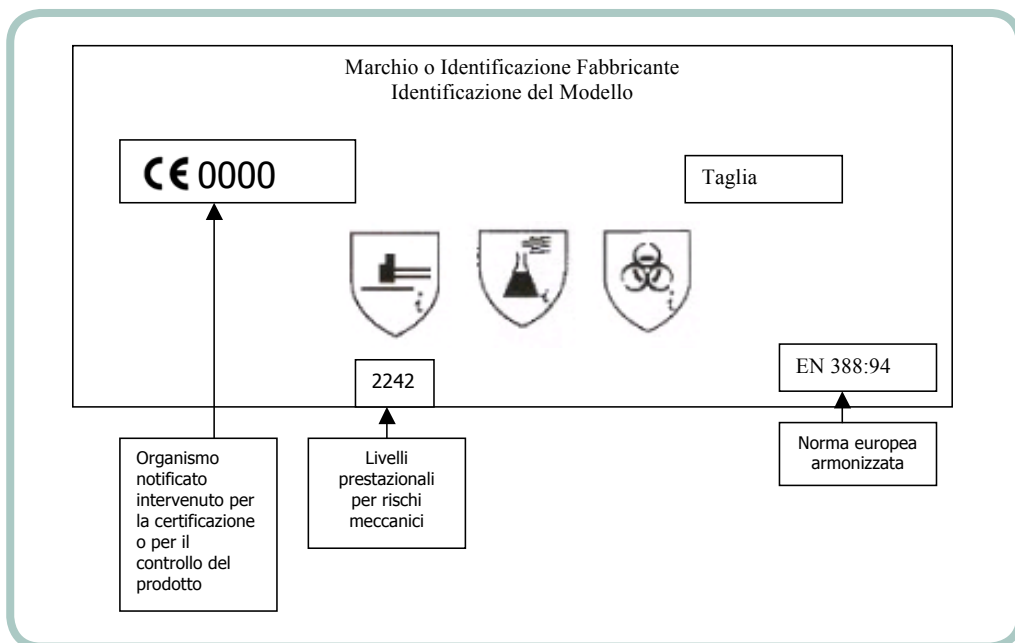 Marchio o Identificazione Fabbricante
Identificazione del Modello
CE 0000
Taglia
i
i
i
2242
EN 388:94
Organismo
notificato
intervenuto per
la certificazione
o per il
controllo del
prodotto
Livelli
prestazionali
per rischi
meccanici
Norma europea
armonizzata